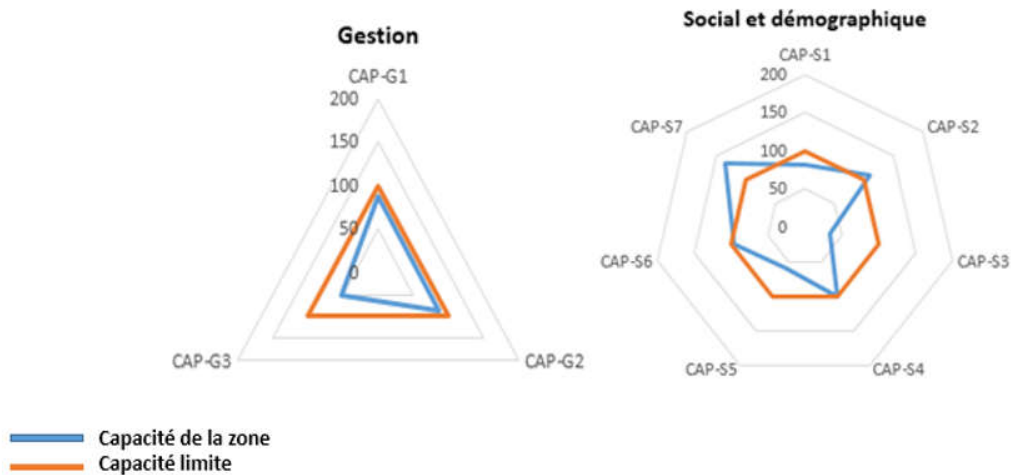 Gestion
CAP-G1
200
150
100
50
0
CAP-G3
CAP-G2
Social et démographique
CAP-S1
200
150
100
50
0
CAP-S7
CAP-S2
CAP-S6
CAP-S3
CAP-S5
CAP-S4
Capacité de la zone
Capacité limite